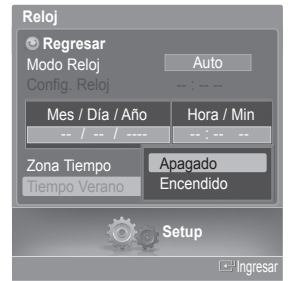 Reloj
Regresar
Modo Reloj Auto
Config. Reloj -- : -- --
Mes / Día / Año Hora / Min
-- / -- / ---- -- : -- --
Zona Tiempo Apagado
Tiempo Verano Encendido
Setup
Ingresar